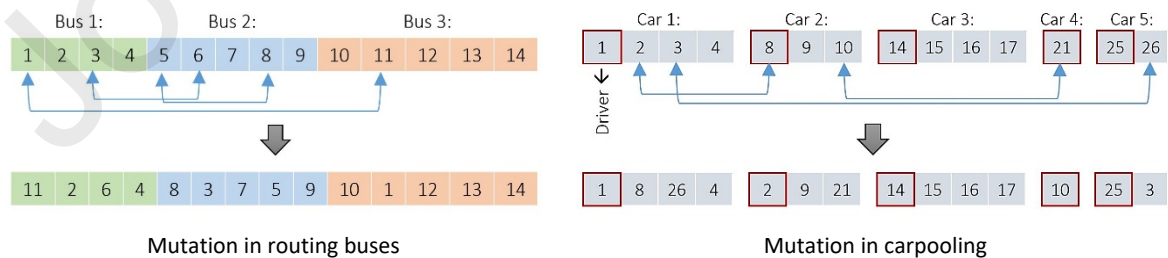 Bus 1: Bus 2: Bus 3:
1 2 3 4 5 6 7 8 9 10 11 12 13 14
11 2 6 4 8 3 7 5 9 10 1 12 13 14
Mutation in routing buses
Car 1: Car 2: Car 3: Car 4: Car 5:
1 2 3 4 8 9 10 14 15 16 17 21 25 26
Driver
1 8 26 4 2 9 21 14 15 16 17 10 25 3
Mutation in carpooling